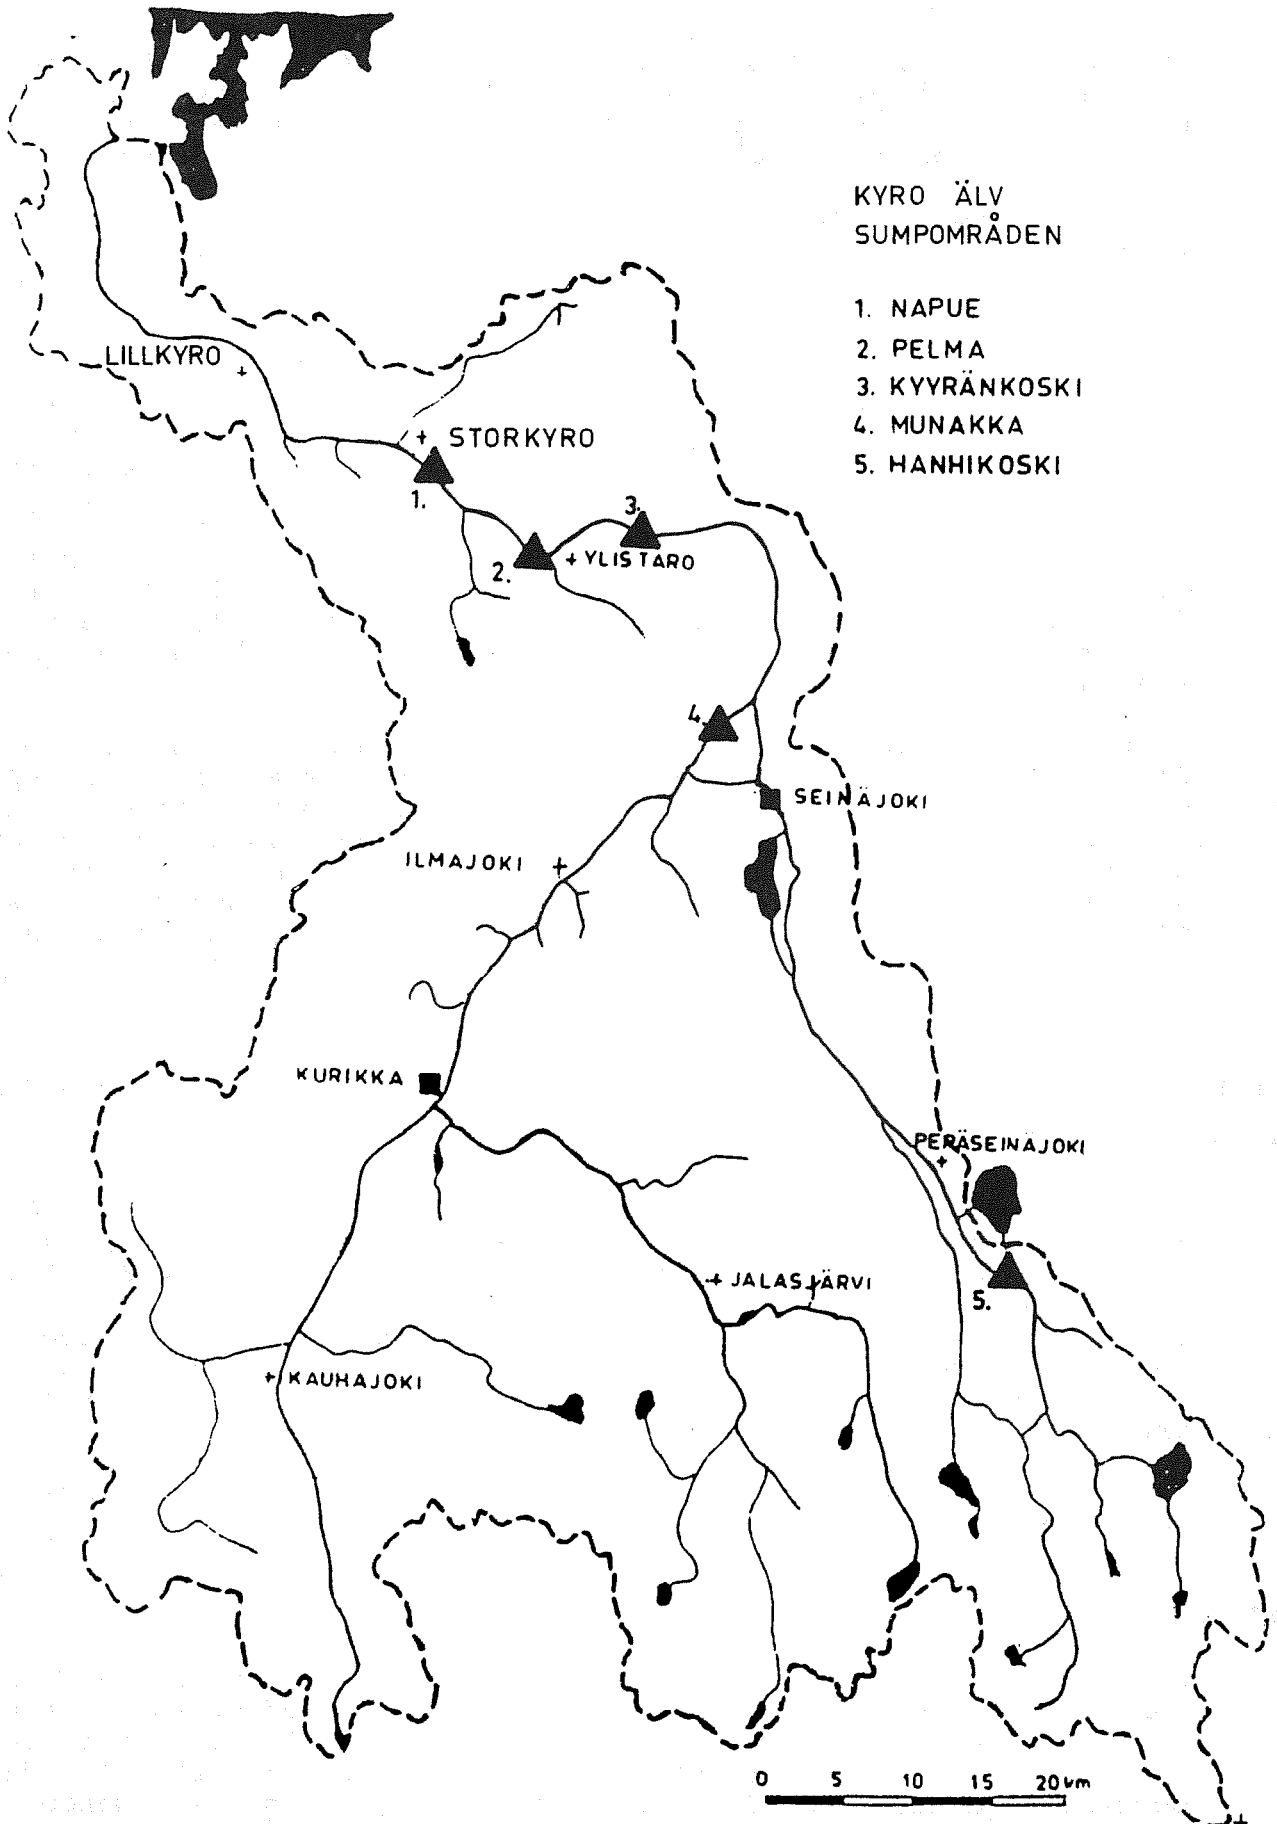 KYRO ÄLV
SUMPOMRÅDEN
1. NAPUE
2. PELMA
3. KYYRÄNKOSKI
4. MUNAKKA
5. HANHIKOSKI
LILLKYRO
STORKYRO
1.
3.
2.
YLISTARO
4.
SEINÄJOKI
ILMAJOKI
KURIKKA
PERÄSEINÄJOKI
JALASJÄRVI
5.
KAUHAJOKI
0 5 10 15 20 km